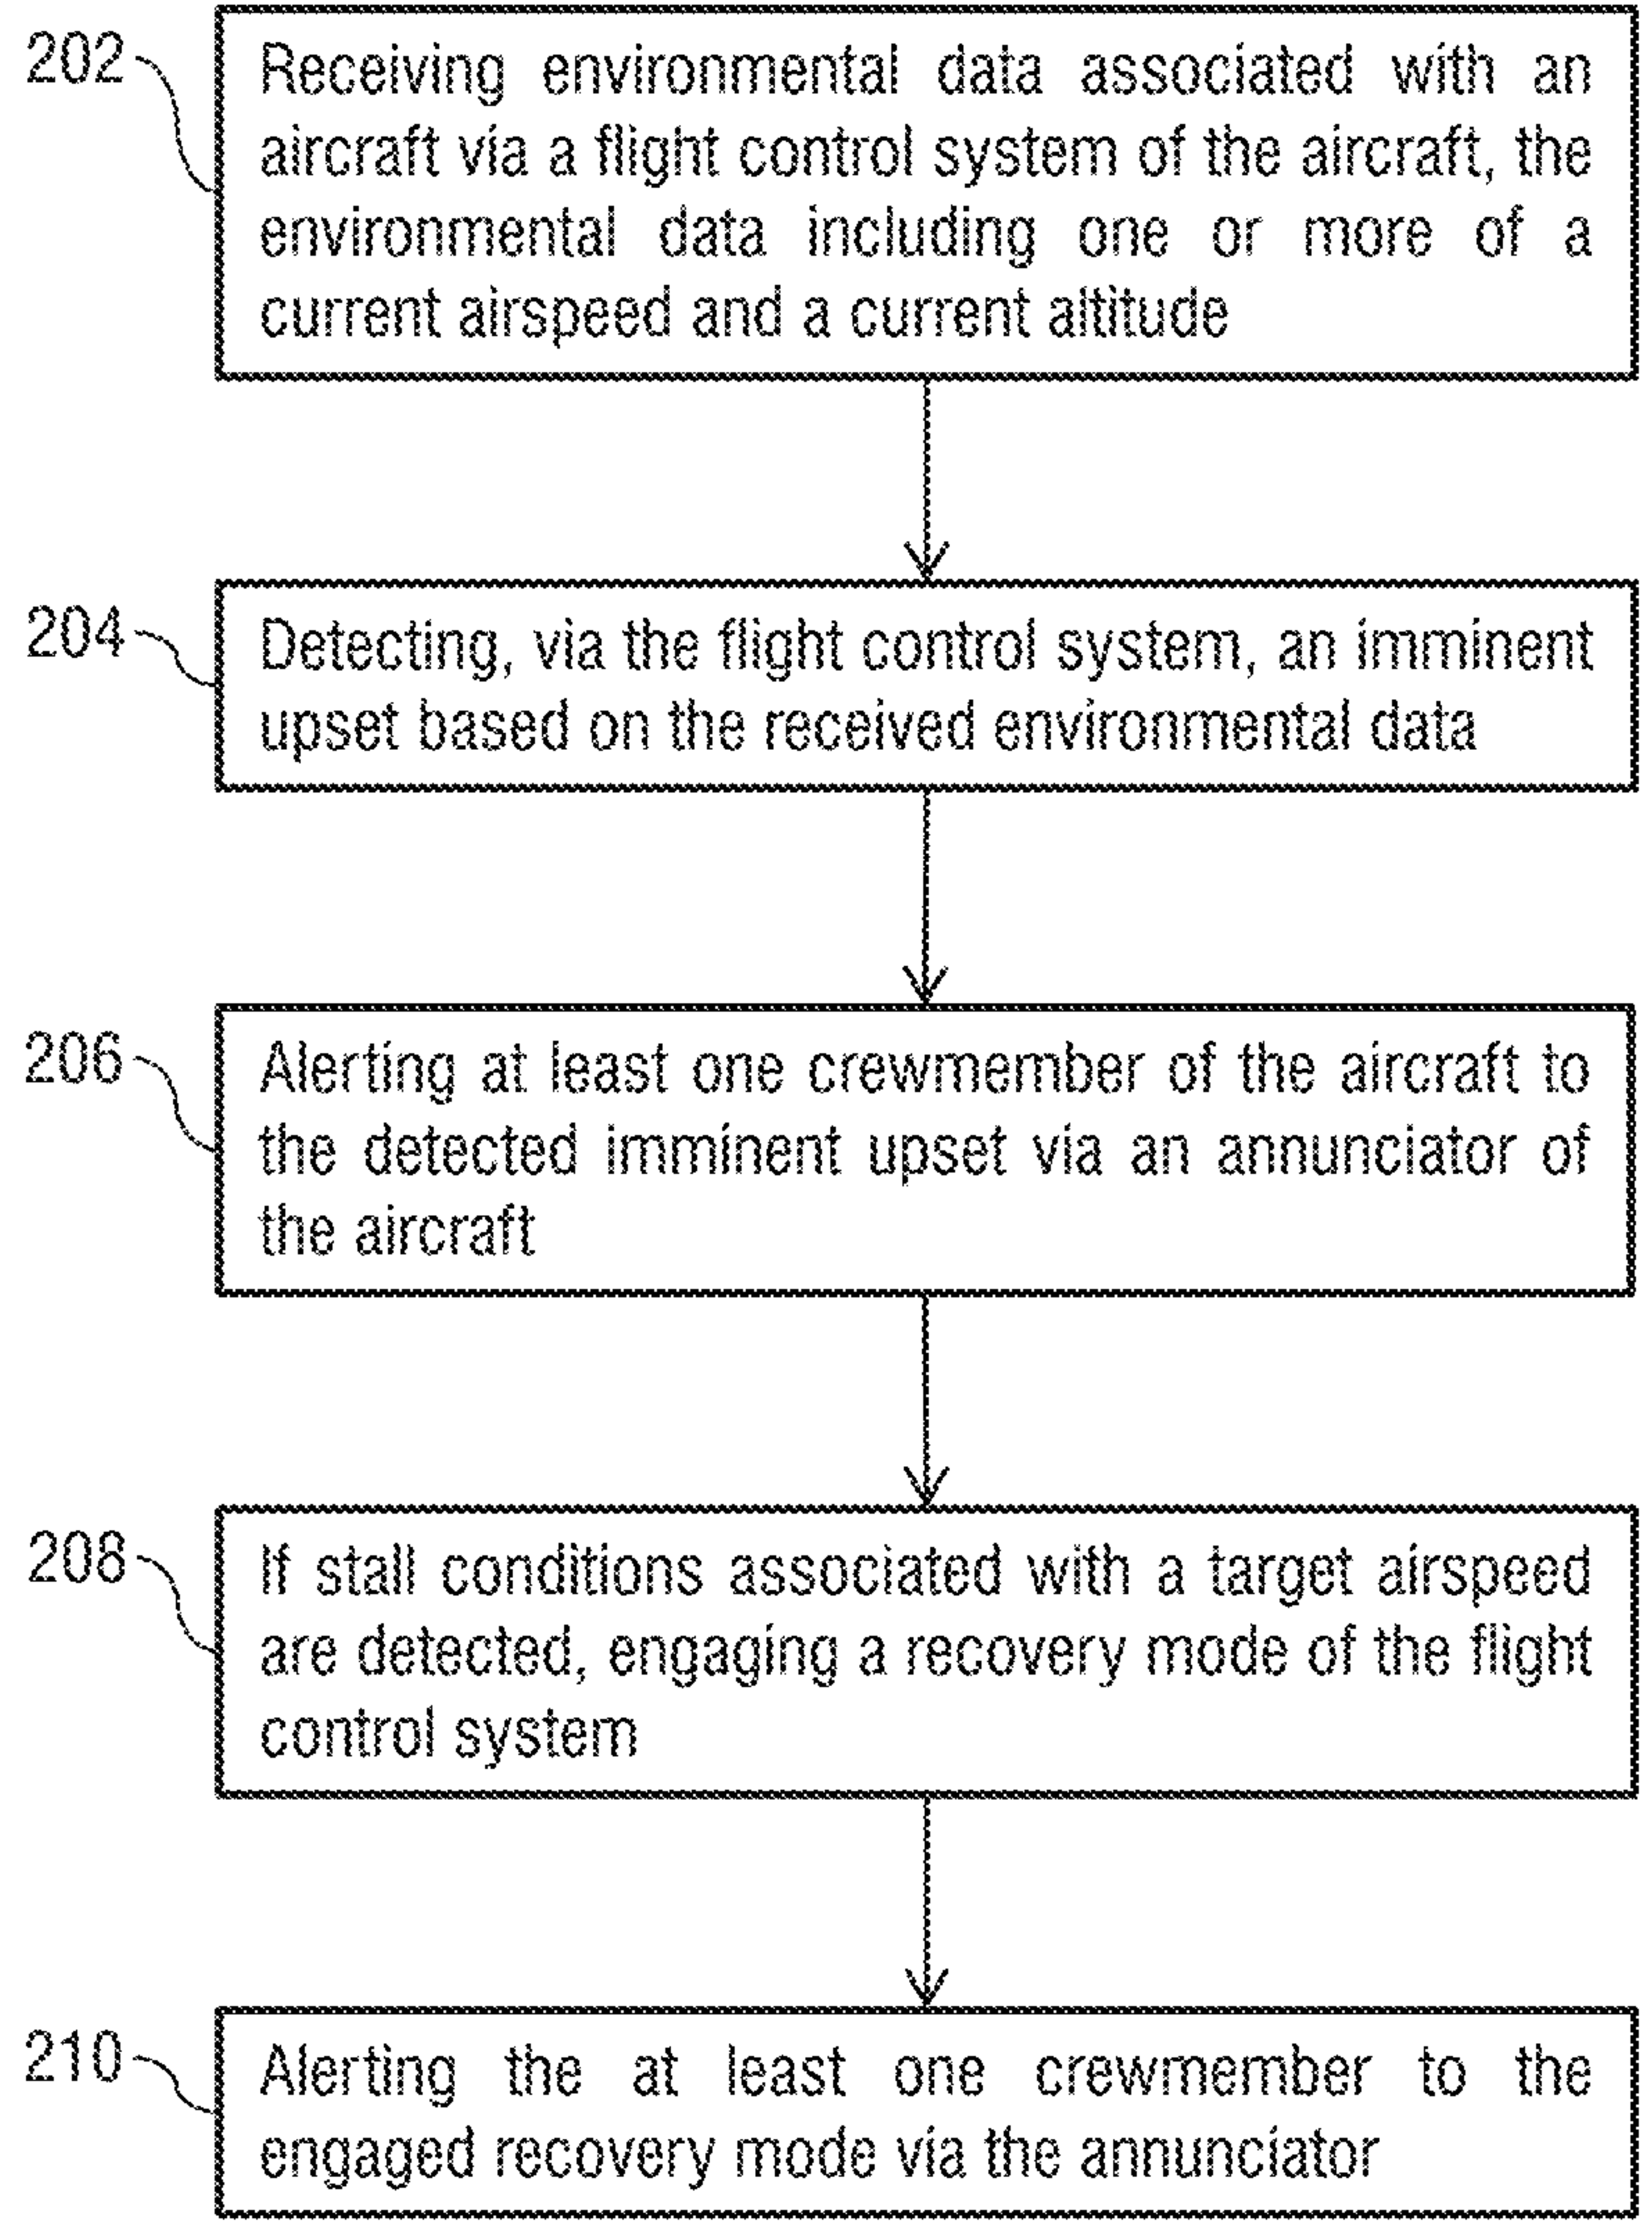 202
Receiving environmental data associated with an
aircraft via a flight control system of the aircraft, the
environmental data including one or more of a
current airspeed and a current altitude
204
Detecting, via the flight control system, an imminent
upset based on the received environmental data
206
Alerting at least one crewmember of the aircraft to
the detected imminent upset via an annunciator of
the aircraft
208
If stall conditions associated with a target airspeed
are detected, engaging a recovery mode of the flight
control system
210
Alerting the at least one crewmember to the
engaged recovery mode via the annunciator